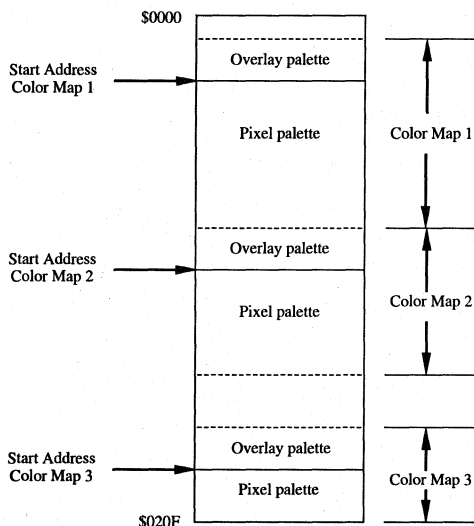 $0000
Overlay palette
Start Address
Color Map 1
Pixel palette
Color Map 1
Overlay palette
Start Address
Color Map 2
Pixel palette
Color Map 2
Overlay palette
Start Address
Color Map 3
Pixel palette
Color Map 3
$020F